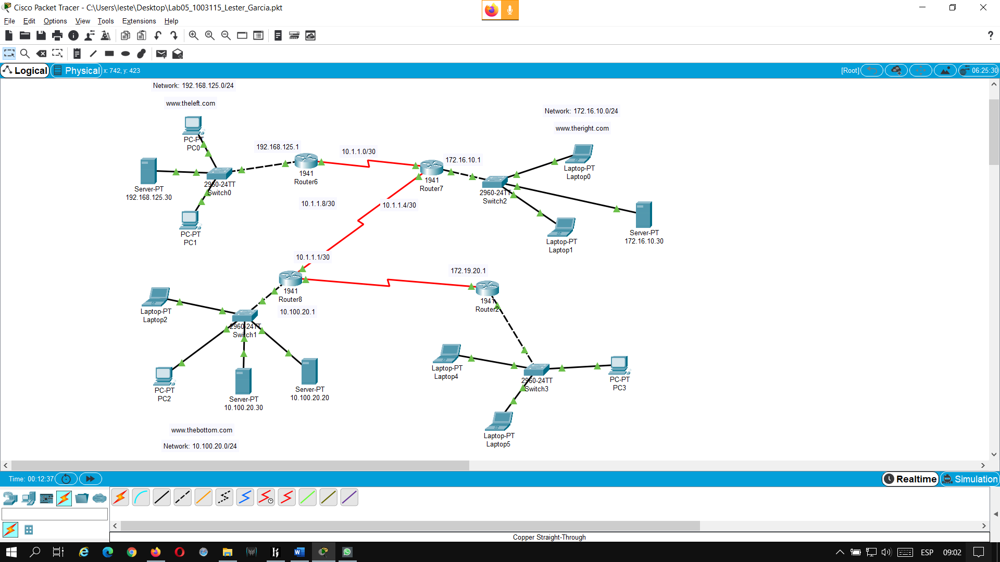 Cisco Packet Tracer - C:\Users\leste\Desktop\Lab05_1003115_Lester_Garcia.pkt
File Edit Options View Tools Extensions Help
?
Logical Physical x: 742, y: 423 [Root] 06:25:30
Network: 192.168.125.0/24
www.theleft.com
PC-PT
PC0
Server-PT
192.168.125.30
2960-24TT
Switch0
PC-PT
PC1
192.168.125.1
1941
Router6
10.1.1.0/30
10.1.1.8/30
10.1.1.4/30
1941
Router7
172.16.10.1
Network: 172.16.10.0/24
www.theright.com
Laptop-PT
Laptop0
2960-24TT
Switch2
Laptop-PT
Laptop1
Server-PT
172.16.10.30
10.1.1.1/30
1941
Router8
10.100.20.1
172.19.20.1
1941
Router2
Laptop-PT
Laptop2
2960-24TT
Switch1
PC-PT
PC2
Server-PT
10.100.20.30
Server-PT
10.100.20.20
www.thebottom.com
Network: 10.100.20.0/24
Laptop-PT
Laptop4
2960-24TT
Switch3
PC-PT
PC3
Laptop-PT
Laptop5
Time: 00:12:37 Realtime Simulation
Copper Straight-Through
ESP 09:02